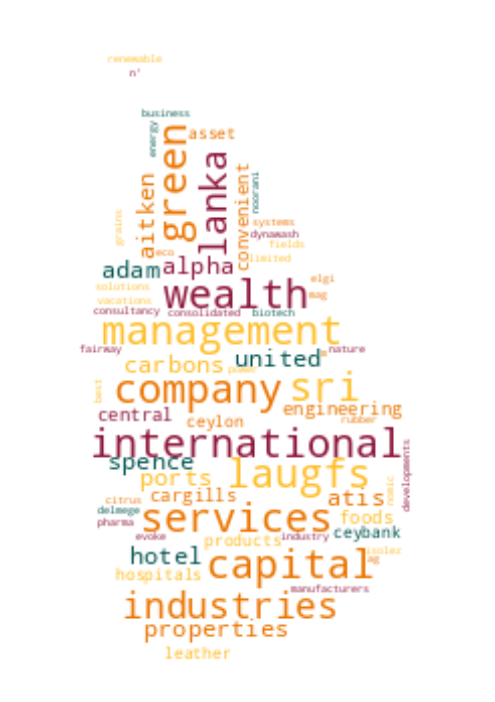 renewable
n'
business
energy
green
asset
lanka
aitken
convenient
noorani
grains
systems
dynawash
fields
eco
limited
adam
alpha
elgi
solutions
wealth
mag
vacations
consultancy
consolidated
biotech
management
fairway
nature
united
carbons
power
best
company
sri
engineering
central
ceylon
rubber
international
developments
spence
laugfs
ports
cargills
atis
citrus
delmege
services
foods
pharma
ceybank
evoke
products
industry
hotel
capital
isolez
ag
hospitals
manufacturers
industries
properties
leather